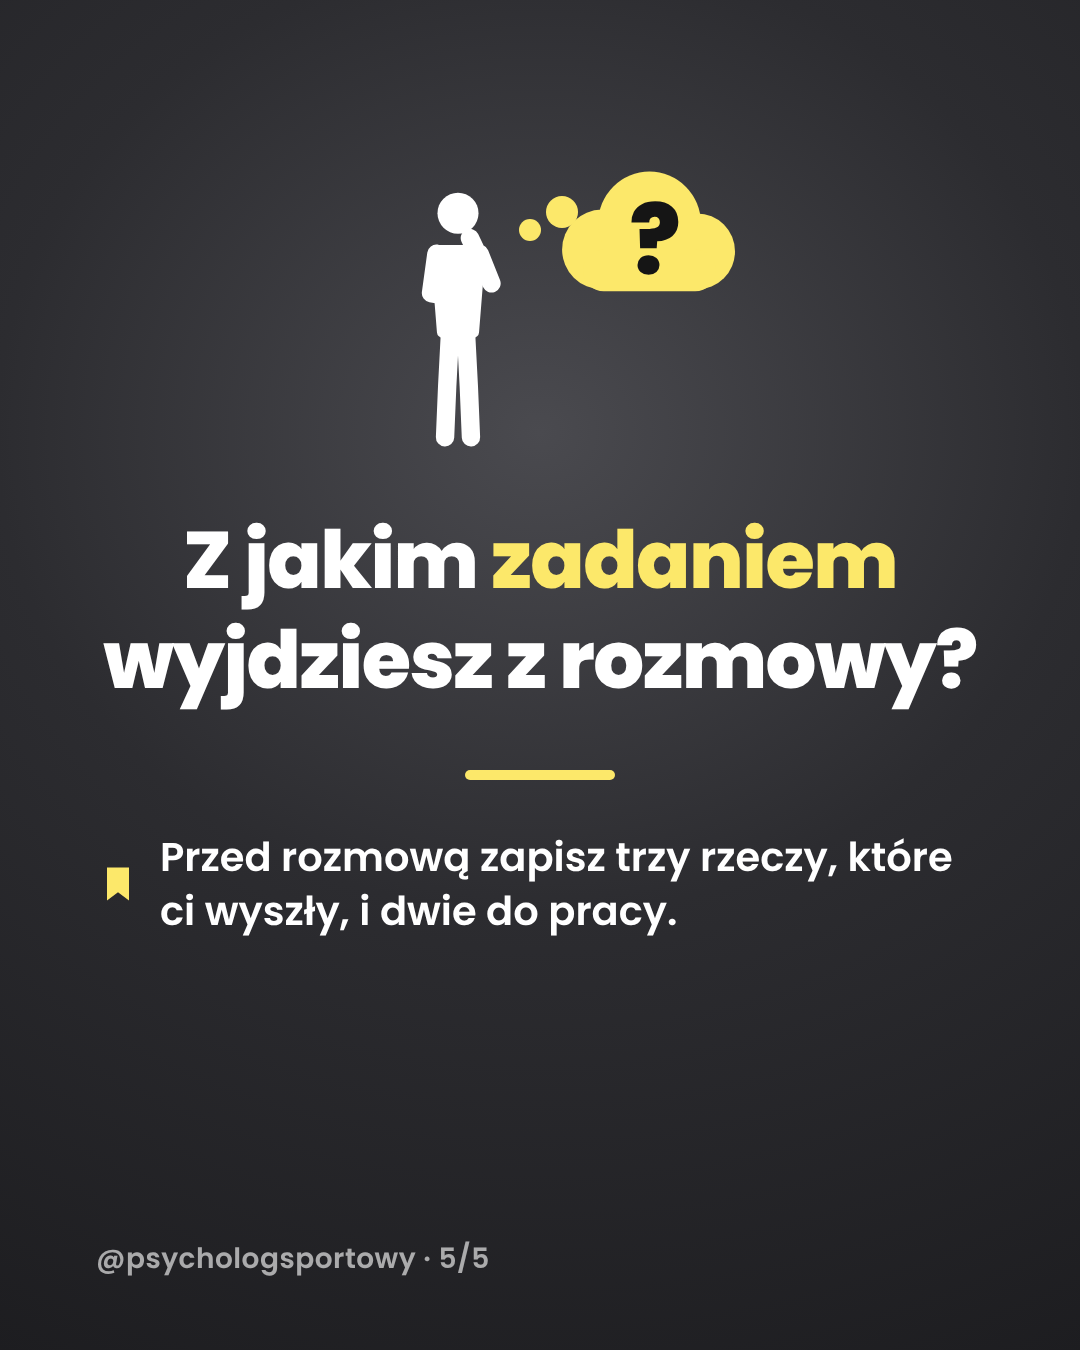 ?
Z jakim zadaniem
wyjdziesz z rozmowy?
Przed rozmową zapisz trzy rzeczy, które
ci wyszły, i dwie do pracy.
@psychologsportowy · 5/5